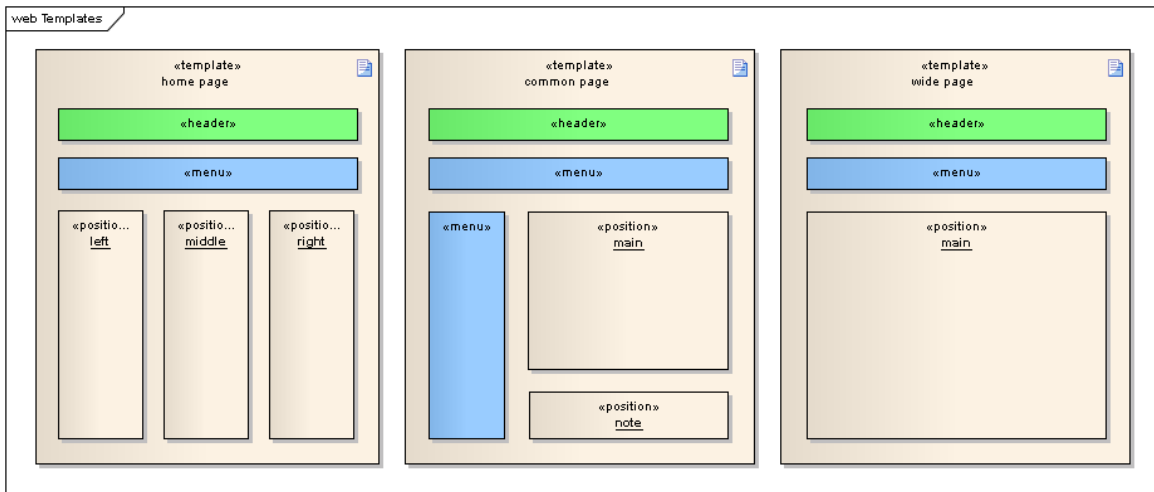 web Templates
«template»
home page
«header»
«menu»
«positio...
left
«positio...
middle
«positio...
right
«template»
common page
«header»
«menu»
«menu»
«position»
main
«position»
note
«template»
wide page
«header»
«menu»
«position»
main